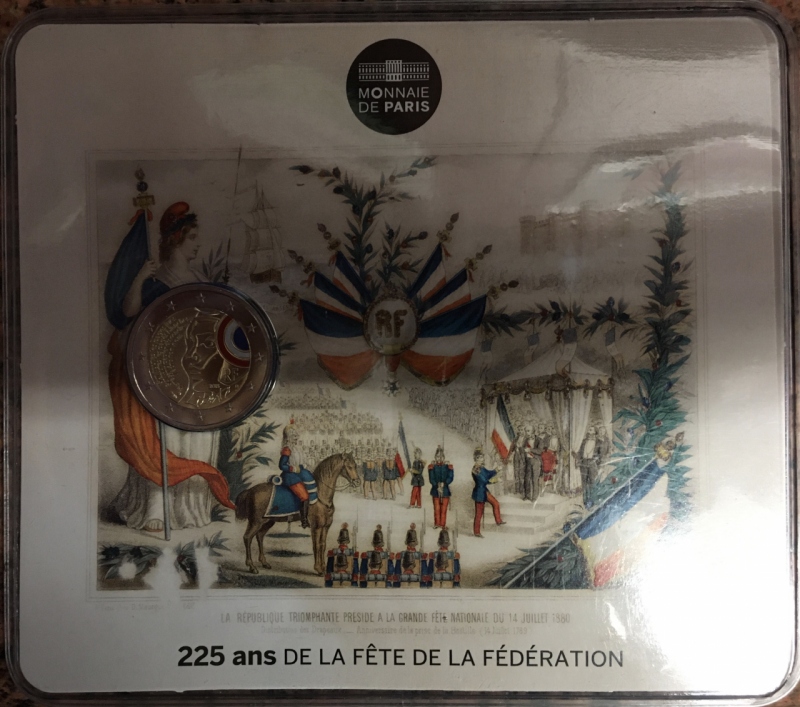 MONNAIE
DE PARIS
RF
LA RÉPUBLIQUE TRIOMPHANTE PRÉSIDE A LA GRANDE FÊTE NATIONALE DU 14 JUILLET 1880
225 ans DE LA FÊTE DE LA FÉDÉRATION